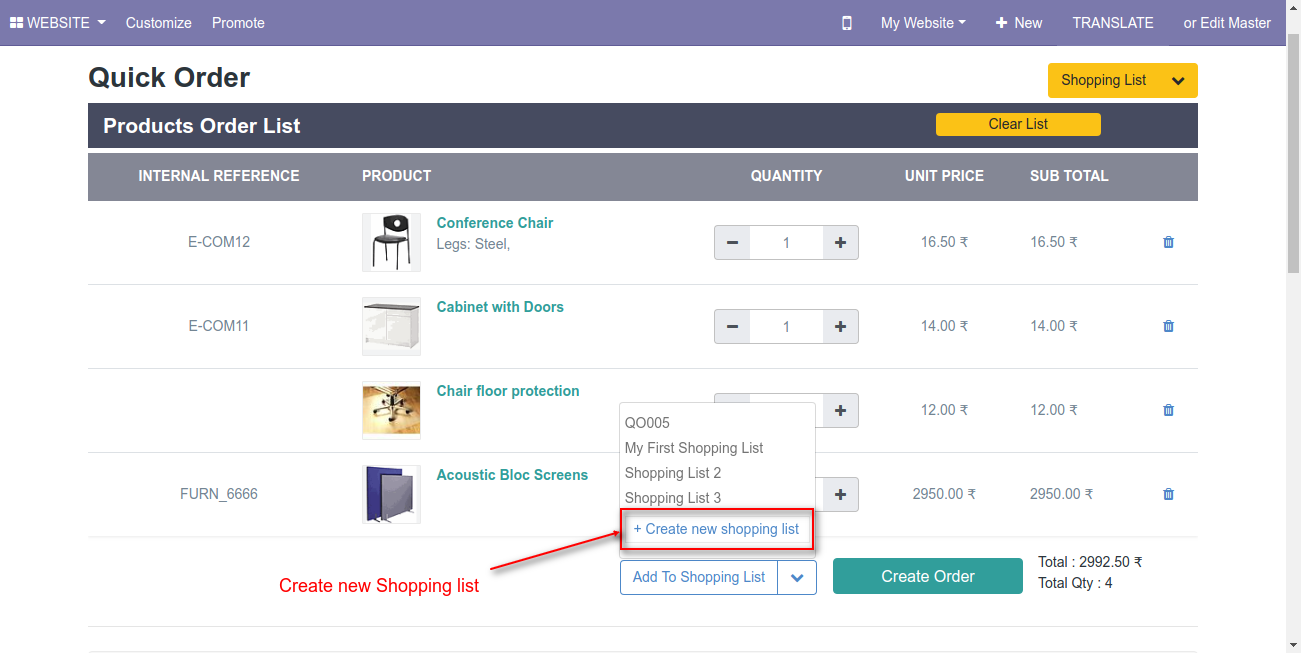 WEBSITE Customize Promote My Website + New TRANSLATE or Edit Master
Quick Order
Shopping List
Products Order List
Clear List
INTERNAL REFERENCE PRODUCT QUANTITY UNIT PRICE SUB TOTAL
E-COM12
Conference Chair
Legs: Steel,
1
16.50 ₹
16.50 ₹
E-COM11
Cabinet with Doors
1
14.00 ₹
14.00 ₹
Chair floor protection
12.00 ₹
12.00 ₹
FURN_6666
Acoustic Bloc Screens
2950.00 ₹
2950.00 ₹
QO005
My First Shopping List
Shopping List 2
Shopping List 3
+ Create new shopping list
Create new Shopping list
Add To Shopping List
Create Order
Total : 2992.50 ₹
Total Qty : 4